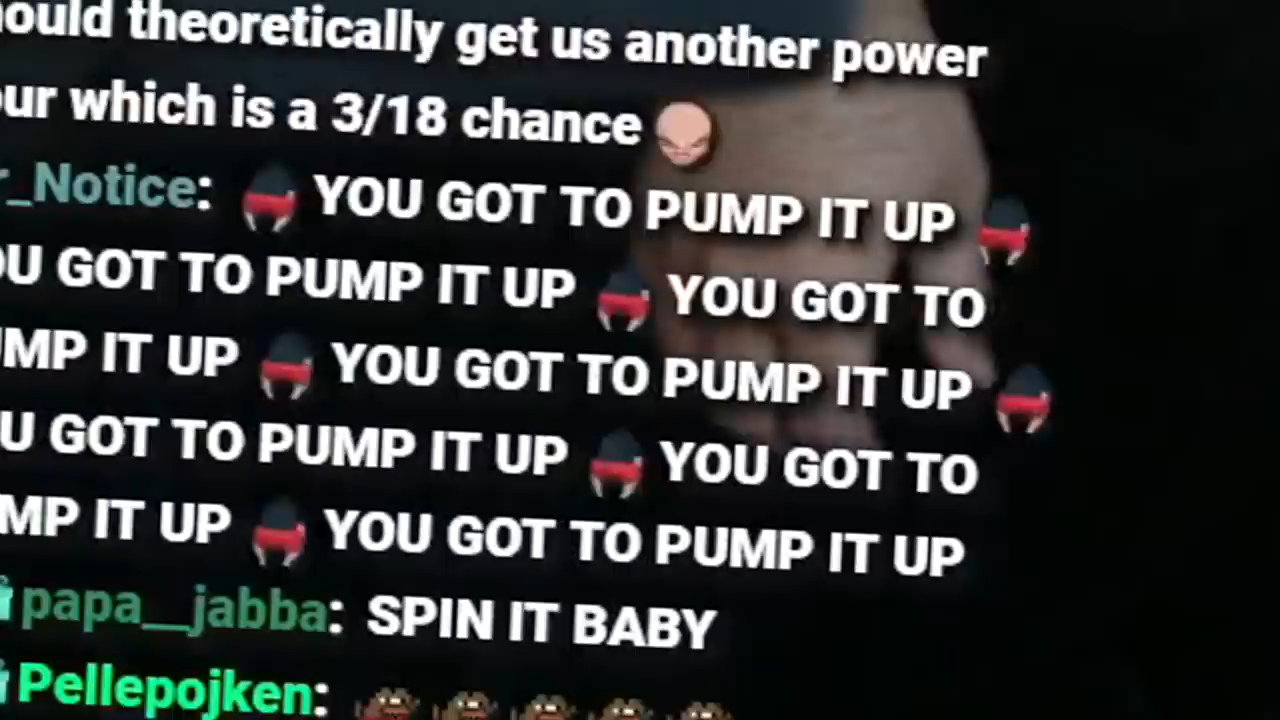 ould theoretically get us another power
our which is a 3/18 chance
r_Notice: YOU GOT TO PUMP IT UP
OU GOT TO PUMP IT UP YOU GOT TO
UMP IT UP YOU GOT TO PUMP IT UP
OU GOT TO PUMP IT UP YOU GOT TO
UMP IT UP YOU GOT TO PUMP IT UP
papa__jabba: SPIN IT BABY
Pellepojken: